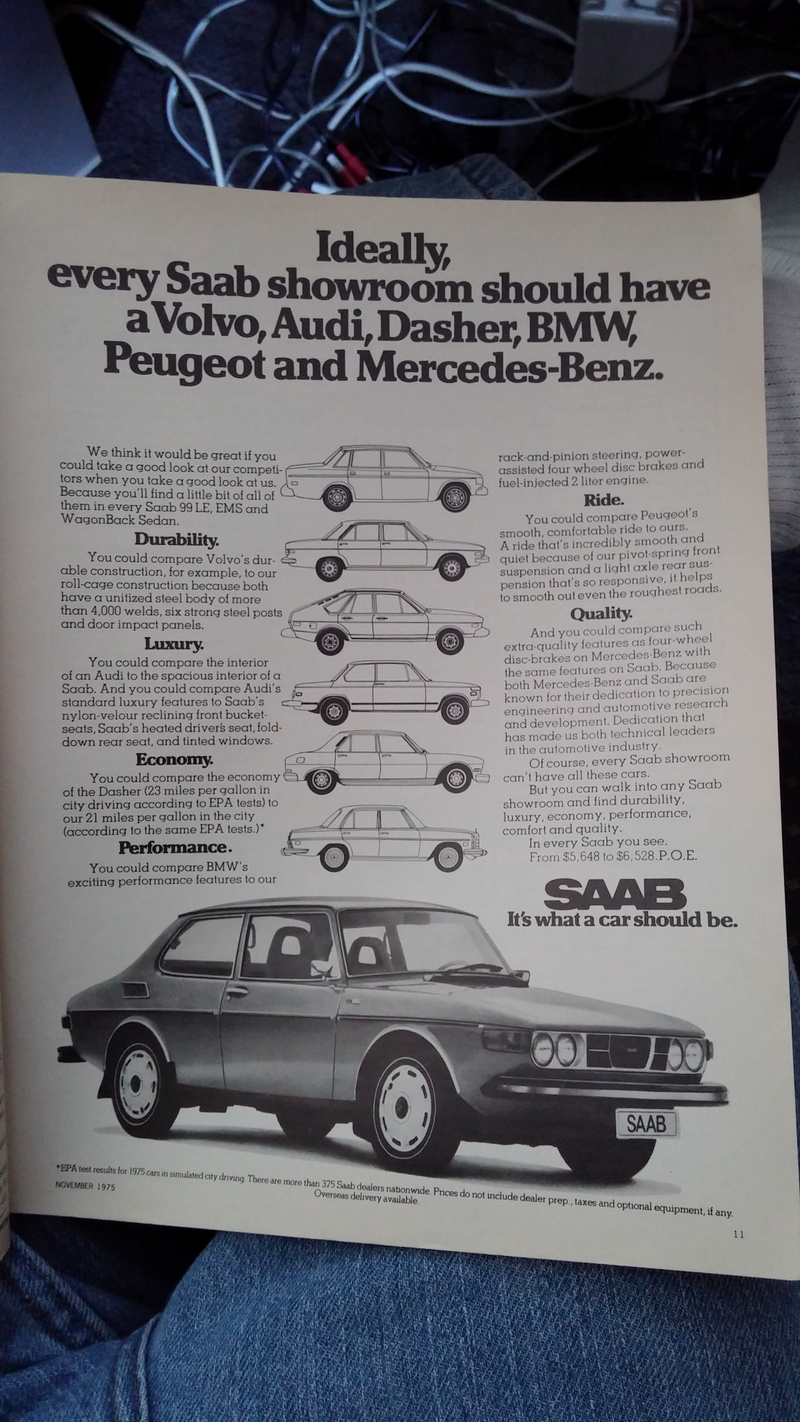 Ideally,
every Saab showroom should have
a Volvo, Audi, Dasher, BMW,
Peugeot and Mercedes-Benz.
We think it would be great if you
could take a good look at our competi-
tors when you take a good look at us.
Because you'll find a little bit of all of
them in every Saab 99 LE, EMS and
WagonBack Sedan.
Durability.
You could compare Volvo's dur-
able construction, for example, to our
roll-cage construction because both
have a unitized steel body of more
than 4,000 welds, six strong steel posts
and door impact panels.
Luxury.
You could compare the interior
of an Audi to the spacious interior of a
Saab. And you could compare Audi's
standard luxury features to Saab's
nylon-velour reclining front bucket-
seats, Saab's heated driver's seat, fold-
down rear seat, and tinted windows.
Economy.
You could compare the economy
of the Dasher (23 miles per gallon in
city driving according to EPA tests) to
our 21 miles per gallon in the city
(according to the same EPA tests.)*
Performance.
You could compare BMW's
exciting performance features to our
rack-and-pinion steering, power-
assisted four wheel disc brakes and
fuel-injected 2 liter engine.
Ride.
You could compare Peugeot's
smooth, comfortable ride to ours.
A ride that's incredibly smooth and
quiet because of our pivot-spring front
suspension and a light axle rear sus-
pension that's so responsive, it helps
to smooth out even the roughest roads.
Quality.
And you could compare such
extra-quality features as four-wheel
disc-brakes on Mercedes-Benz with
the same features on Saab. Because
both Mercedes-Benz and Saab are
known for their dedication to precision
engineering and automotive research
and development. Dedication that
has made us both technical leaders
in the automotive industry.
Of course, every Saab showroom
can't have all these cars.
But you can walk into any Saab
showroom and find durability,
luxury, economy, performance,
comfort and quality.
In every Saab you see.
From $5,648 to $6,528.P.O.E.
SAAB
It's what a car should be.
SAAB
*EPA test results for 1975 cars in simulated city driving. There are more than 375 Saab dealers nationwide. Prices do not include dealer prep., taxes and optional equipment, if any.
Overseas delivery available.
NOVEMBER 1975
11